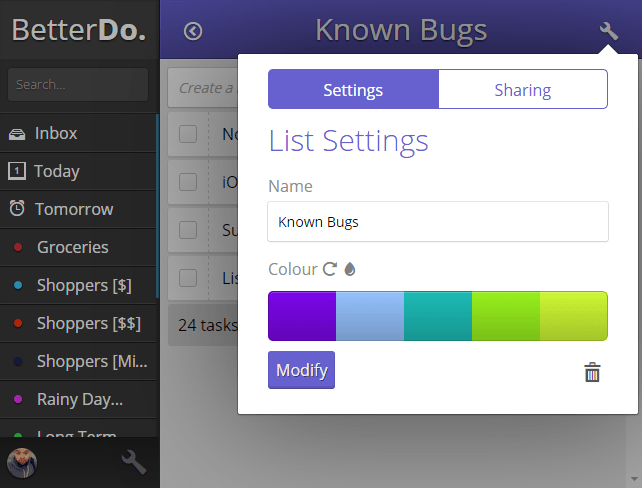 BetterDo.
Search...
Inbox
1
Today
Tomorrow
Groceries
Shoppers [$]
Shoppers [$$]
Shoppers [Mi...
Rainy Day...
Long Term
Known Bugs
Create a
No
iO
Su
Lis
24 tasks
Settings
Sharing
List Settings
Name
Known Bugs
Colour
Modify